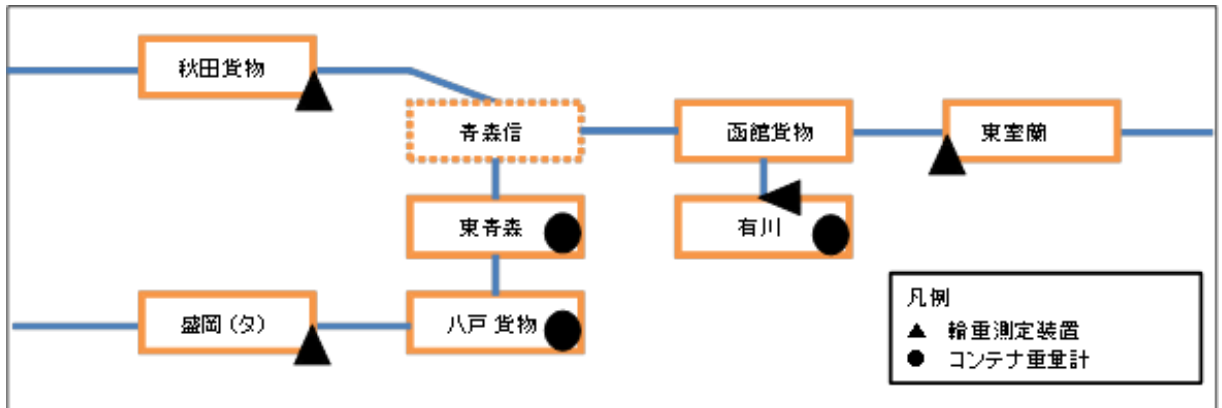 秋田貨物
青森信
函館貨物
東室蘭
東青森
有川
盛岡（タ）
八戸 貨物
凡例
▲ 輪重測定装置
● コンテナ重量計